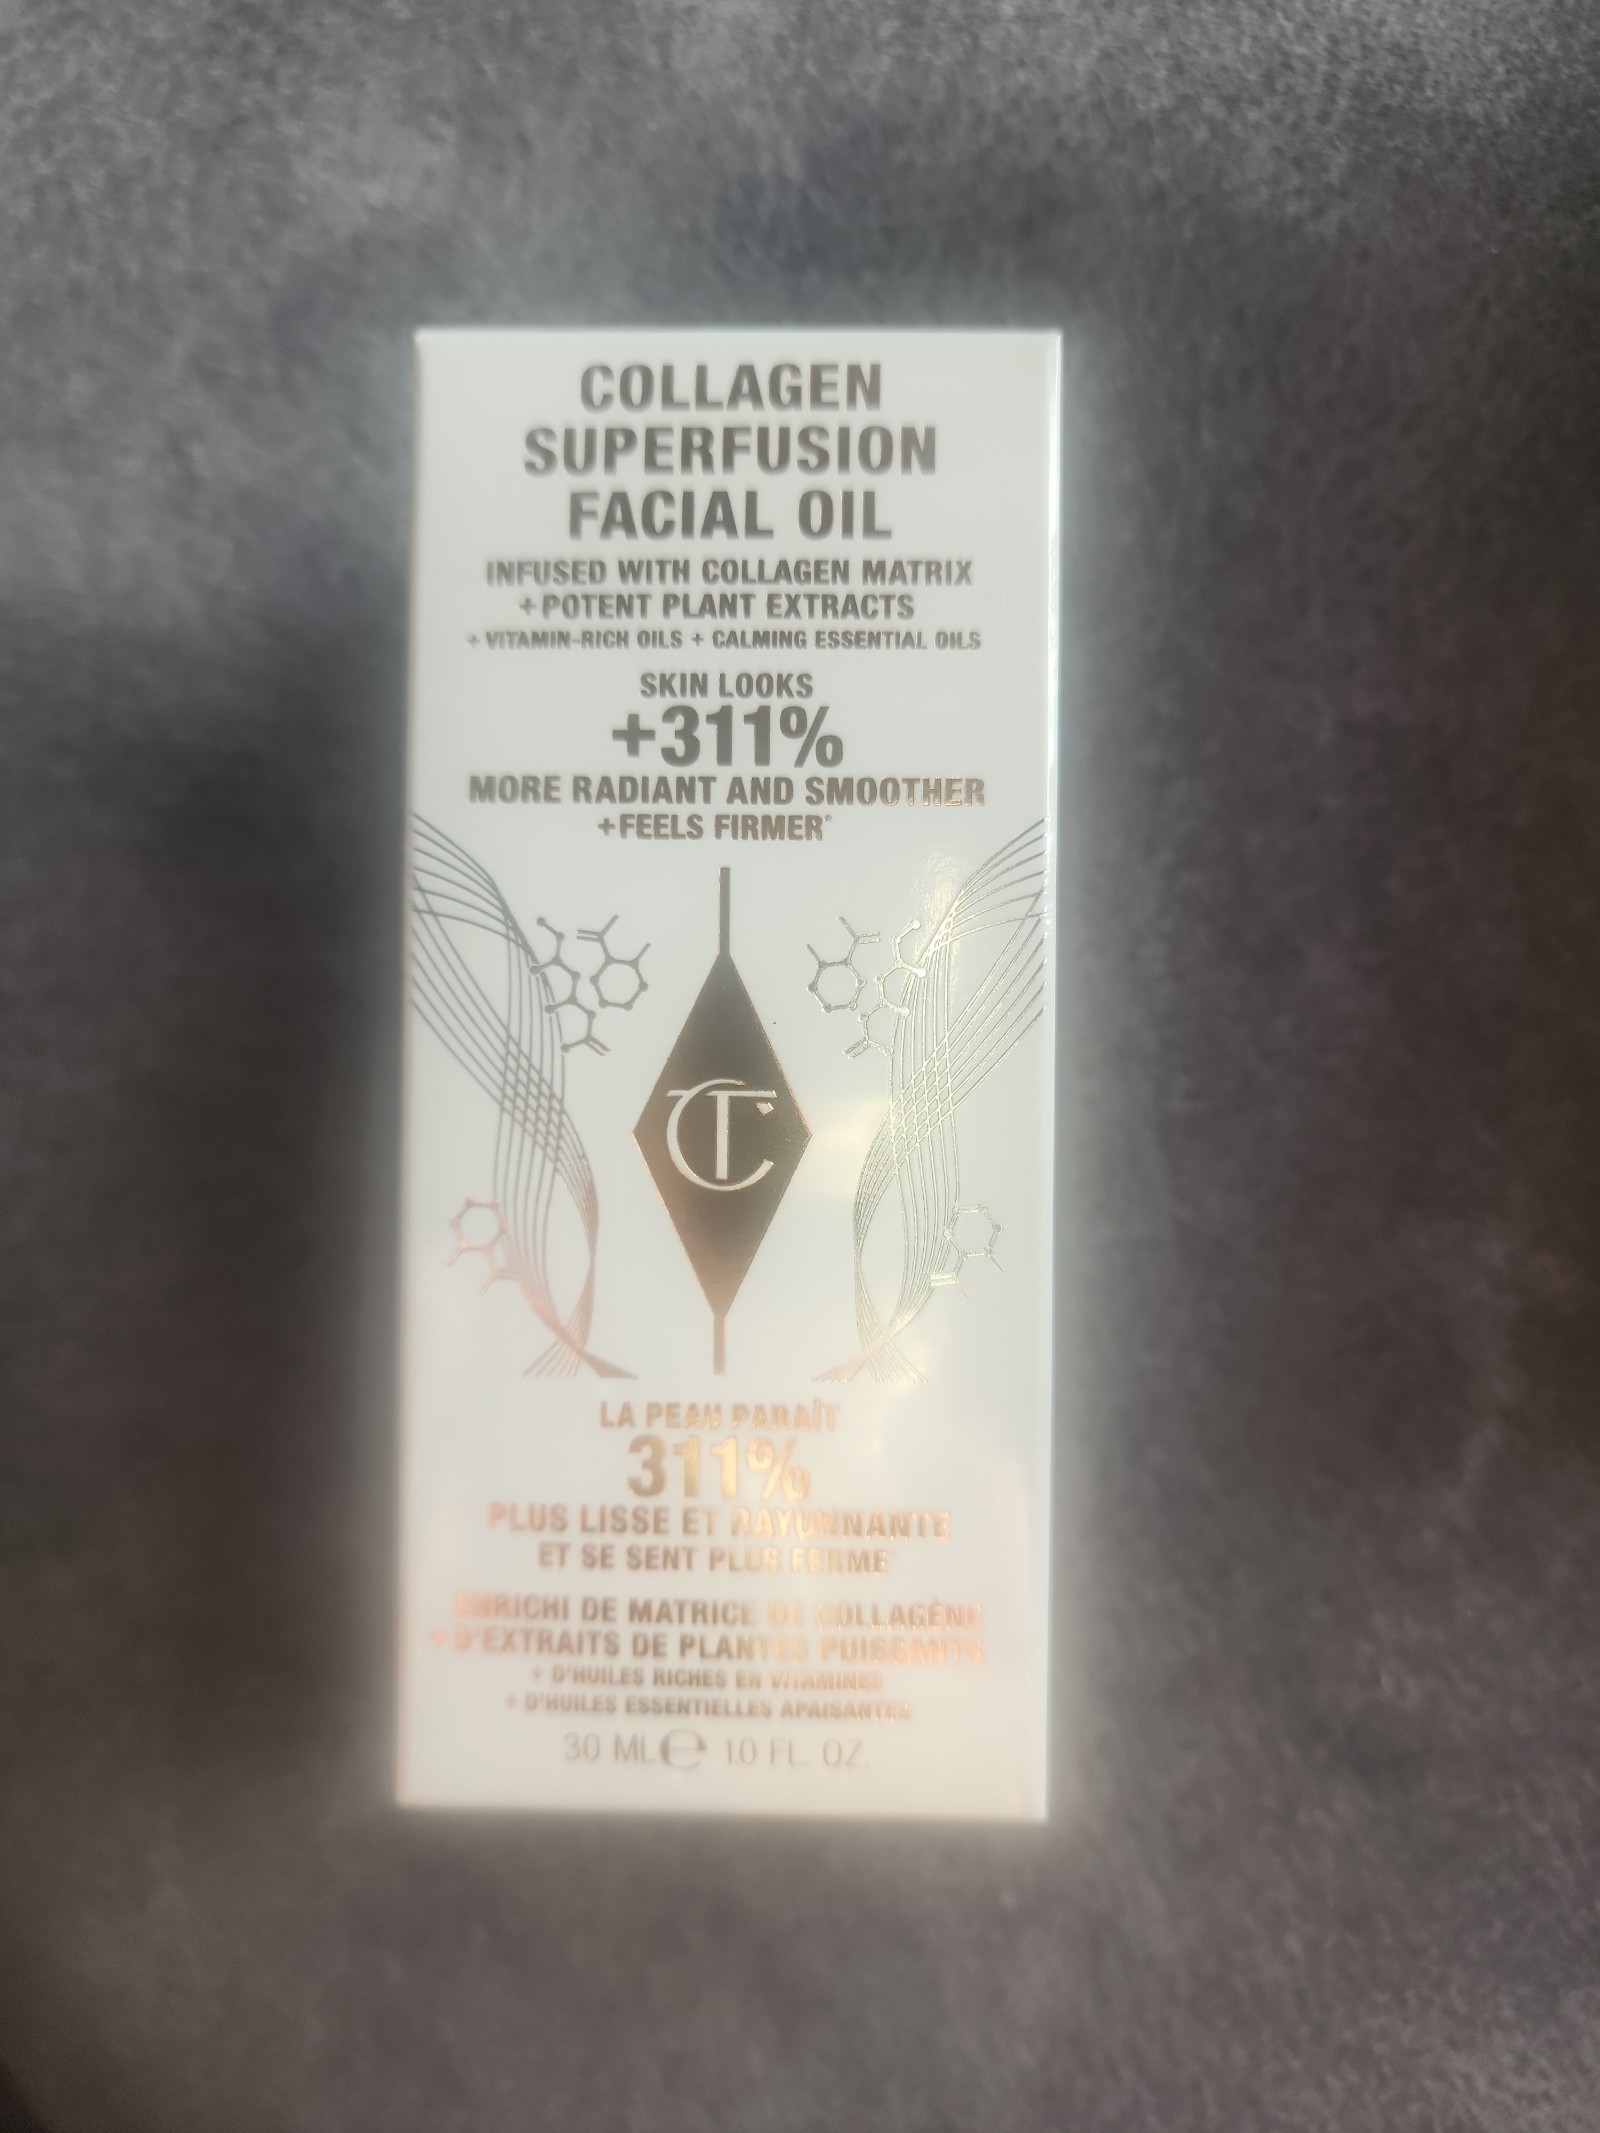 COLLAGEN
SUPERFUSION
FACIAL OIL
INFUSED WITH COLLAGEN MATRIX
+POTENT PLANT EXTRACTS
+ VITAMIN-RICH OILS + CALMING ESSENTIAL OILS
SKIN LOOKS
+311%
MORE RADIANT AND SMOOTHER
+FEELS FIRMER*
CT
LA PEAU PARAÎT
311%
PLUS LISSE ET RAYONNANTE
ET SE SENT PLUS FERME*
ENRICHI DE MATRICE DE COLLAGÈNE
+ D'EXTRAITS DE PLANTES PUISSANTS
+ D'HUILES RICHES EN VITAMINES
+ D'HUILES ESSENTIELLES APAISANTES
30 ML e 1.0 FL. OZ.